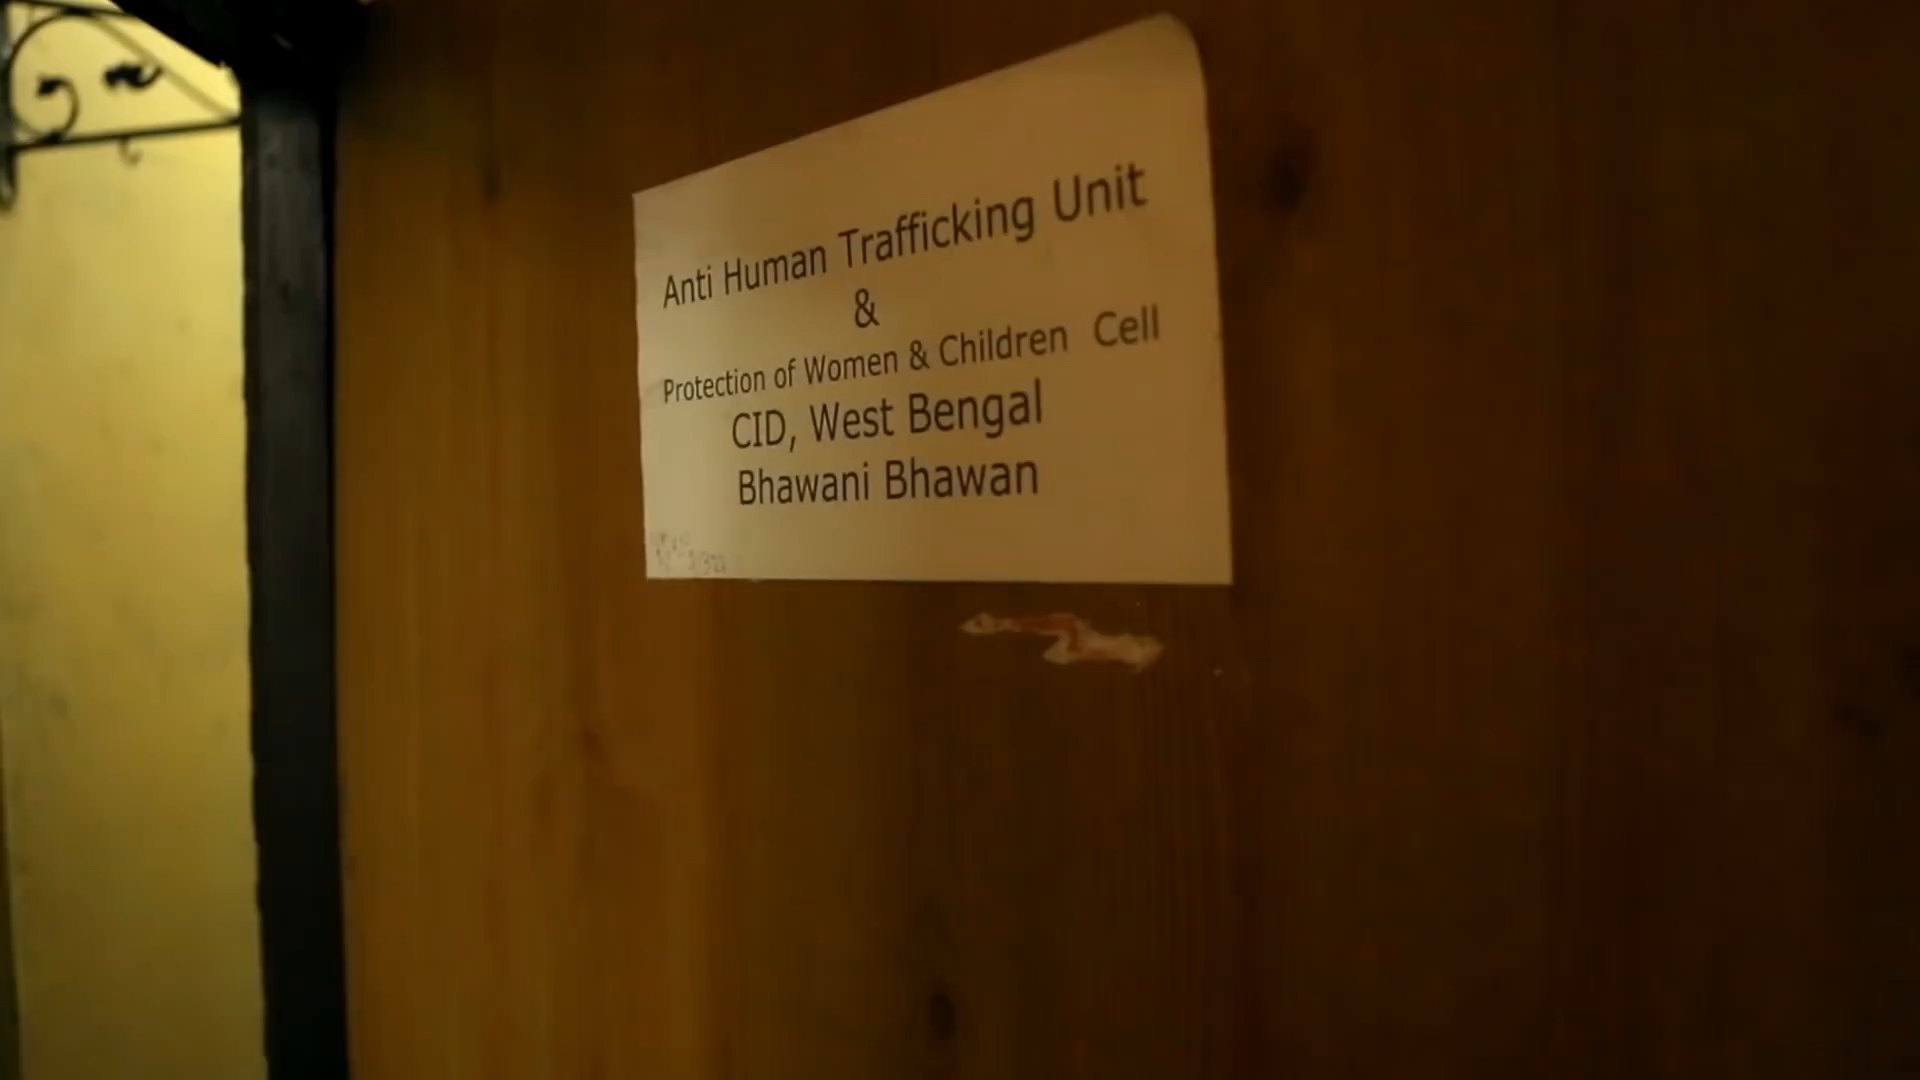 Anti Human Trafficking Unit
&
Protection of Women & Children Cell
CID, West Bengal
Bhawani Bhawan